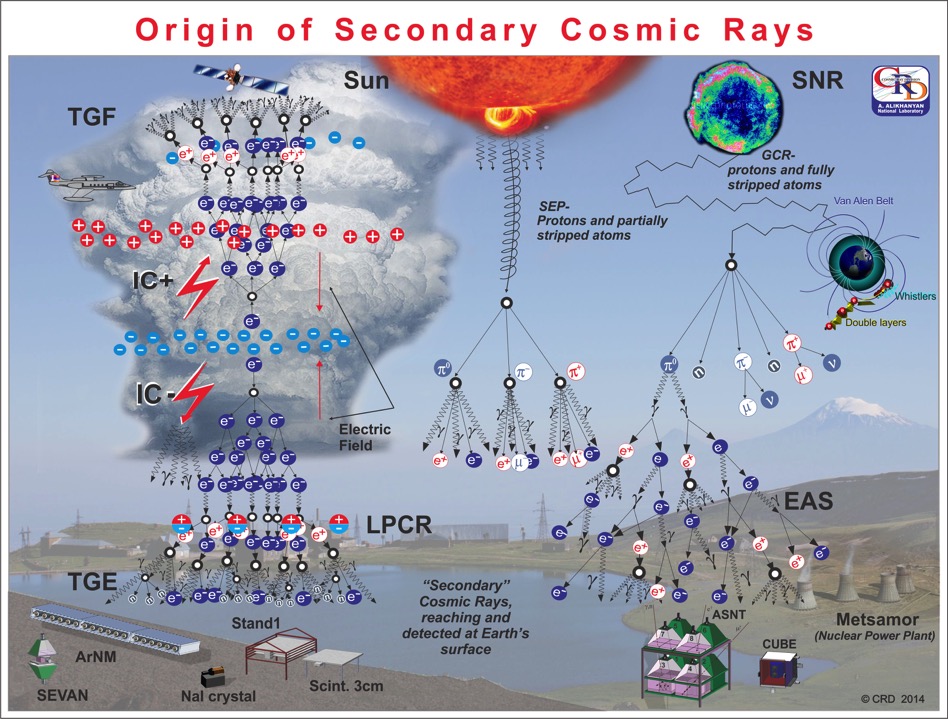 Origin of Secondary Cosmic Rays
Sun
SNR
CRD
A. ALIKHANYAN
National Laboratory
TGF
GCR-
protons and fully
stripped atoms
SEP-
Protons and partially
stripped atoms
Van Alen Belt
Whistlers
Double layers
IC+
IC-
Electric
Field
π⁰
π⁻
π⁺
π⁰
n
π⁻
n
π⁺
ν
μ⁺
μ⁻
ν
γ
e⁺
e⁻
e⁺
μ⁻
e⁻
e⁺
μ⁺
e⁻
EAS
LPCR
TGE
"Secondary"
Cosmic Rays,
reaching and
detected at Earth's
surface
Metsamor
(Nuclear Power Plant)
Stand1
ASNT
CUBE
ArNM
SEVAN
NaI crystal
Scint. 3cm
© CRD 2014